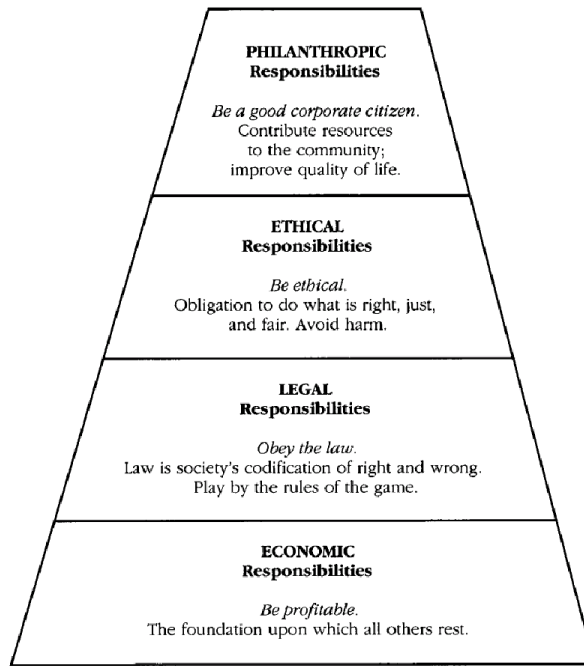 PHILANTHROPIC
Responsibilities
Be a good corporate citizen.
Contribute resources
to the community;
improve quality of life.
ETHICAL
Responsibilities
Be ethical.
Obligation to do what is right, just,
and fair. Avoid harm.
LEGAL
Responsibilities
Obey the law.
Law is society's codification of right and wrong.
Play by the rules of the game.
ECONOMIC
Responsibilities
Be profitable.
The foundation upon which all others rest.